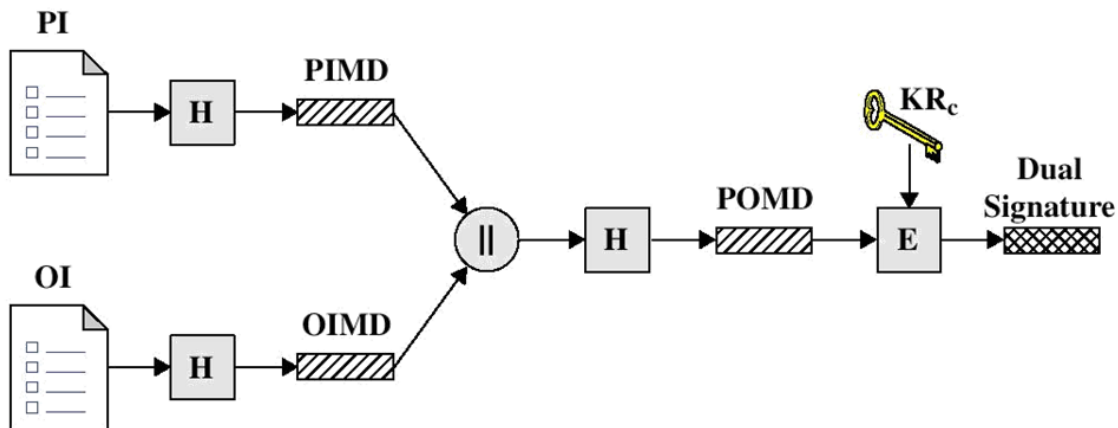 PI
H
PIMD
KRc
OI
H
OIMD
||
H
POMD
E
Dual
Signature